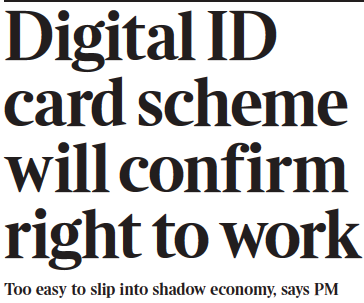 Digital ID
card scheme
will confirm
right to work
Too easy to slip into shadow economy, says PM